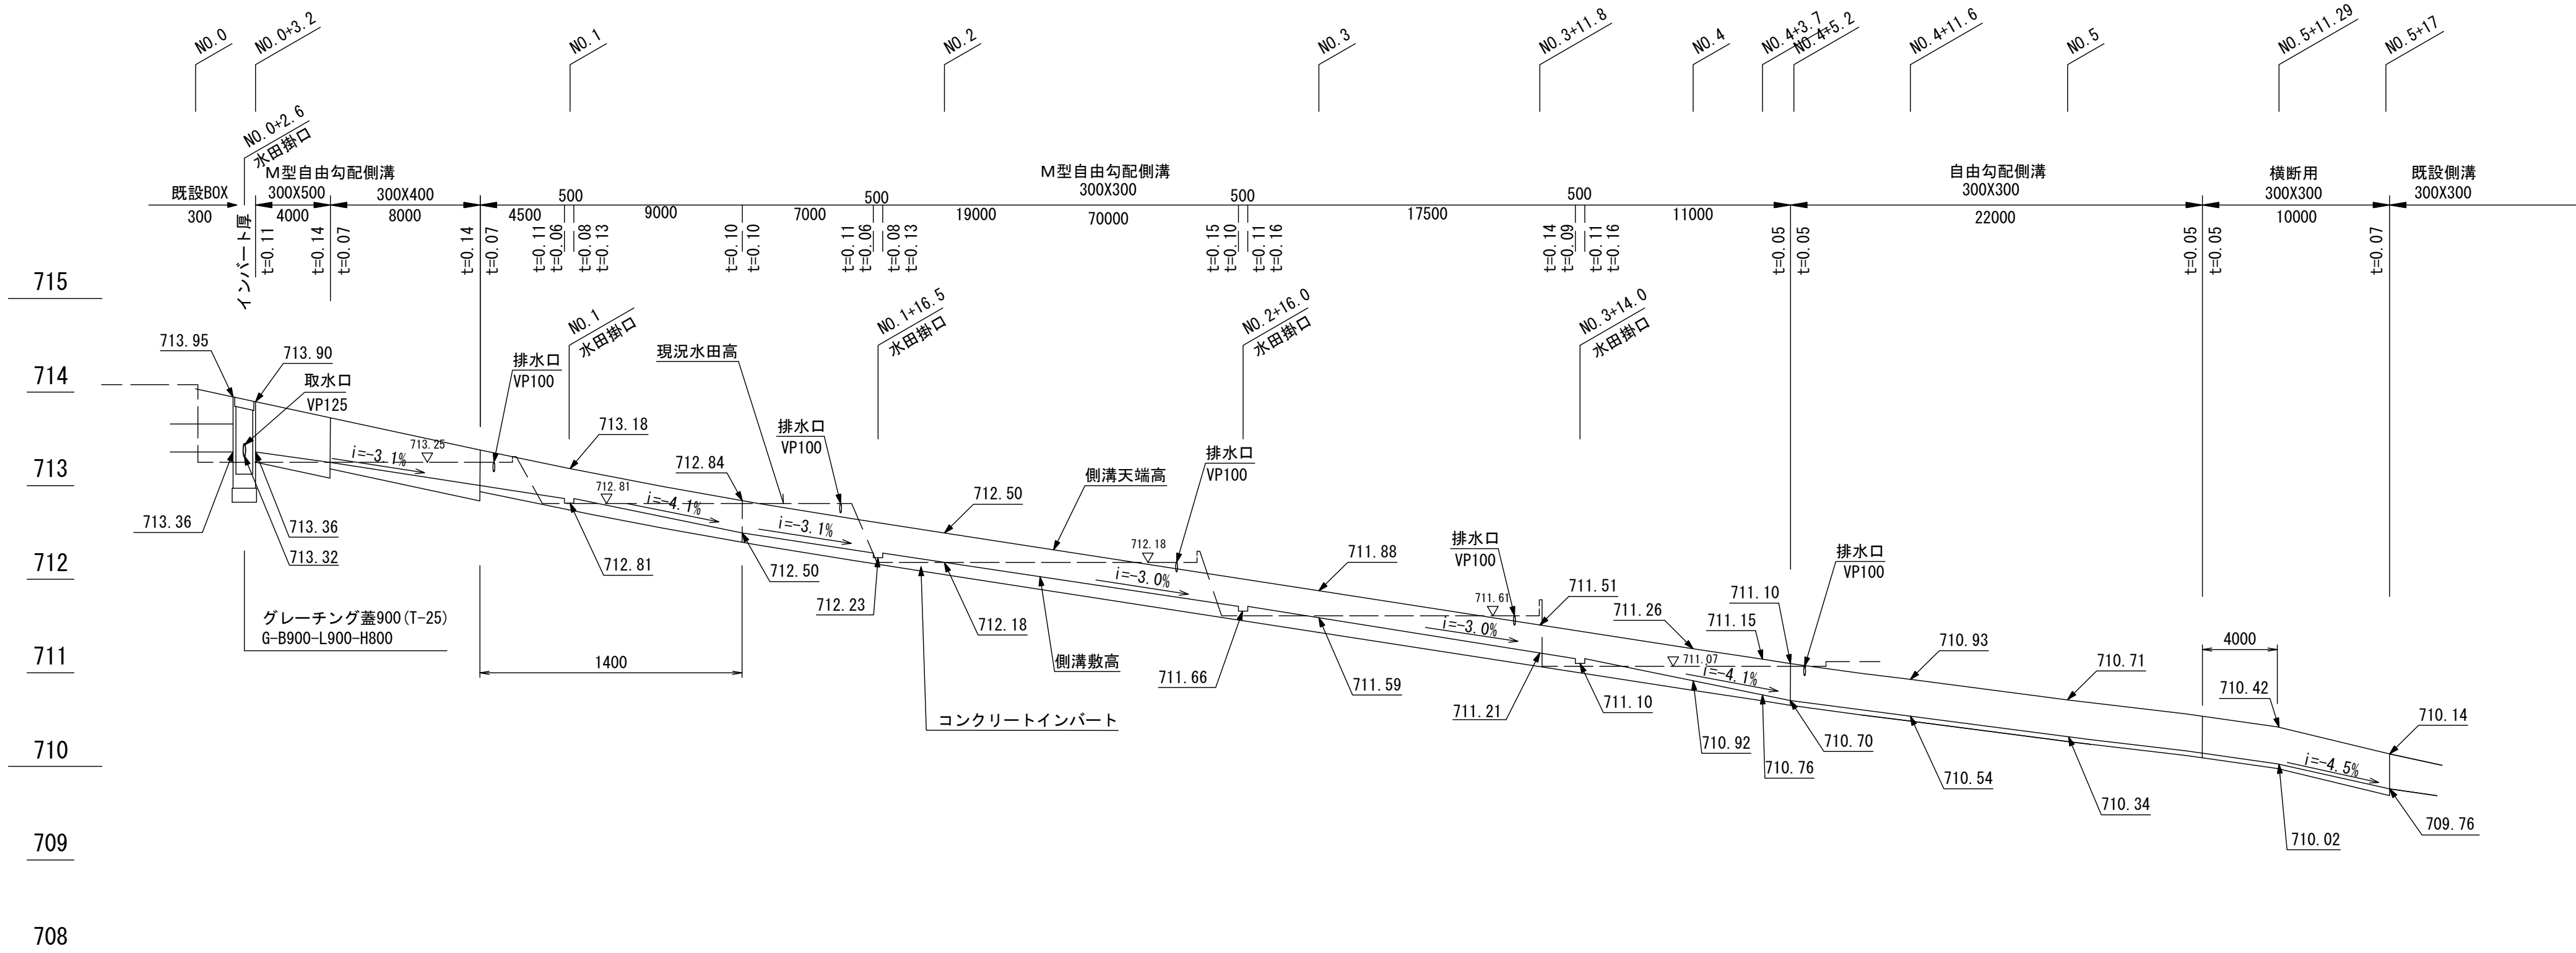 NO.0
NO.0+3.2
NO.1
NO.2
NO.3
NO.3+11.8
NO.4
NO.4+3.7
NO.4+5.2
NO.4+11.6
NO.5
NO.5+11.29
NO.5+17
NO.0+2.6
水田掛口
M型自由勾配側溝
M型自由勾配側溝
自由勾配側溝
横断用
既設側溝
既設BOX
300X500
300X400
500
500
300X300
500
500
300X300
300X300
300X300
300
4000
8000
4500
9000
7000
19000
70000
17500
11000
22000
10000
インバート厚
t=0.11
t=0.14
t=0.07
t=0.14
t=0.07
t=0.11
t=0.06
t=0.08
t=0.13
t=0.10
t=0.10
t=0.11
t=0.06
t=0.08
t=0.13
t=0.15
t=0.10
t=0.11
t=0.16
t=0.14
t=0.09
t=0.11
t=0.16
t=0.05
t=0.05
t=0.05
t=0.05
t=0.07
715
NO.1
水田掛口
NO.1+16.5
水田掛口
NO.2+16.0
水田掛口
NO.3+14.0
水田掛口
713.95
713.90
排水口
VP100
現況水田高
714
取水口
VP125
713.18
排水口
VP100
713.25
i=-3.1%
713
712.84
排水口
VP100
側溝天端高
712.50
712.81
i=-4.1%
i=-3.1%
713.36
713.36
713.32
712.81
712.50
712.18
排水口
VP100
711.88
排水口
VP100
712
i=-3.0%
712.23
712.18
711.61
711.51
711.26
711.10
711.15
グレーチング蓋900(T-25)
G-B900-L900-H800
i=-3.0%
710.93
4000
711
1400
側溝敷高
711.66
711.59
711.07
i=-4.1%
710.71
710.42
コンクリートインバート
711.21
711.10
710.14
710
710.92
710.70
710.76
710.54
i=-4.5%
710.34
709
709.76
710.02
708